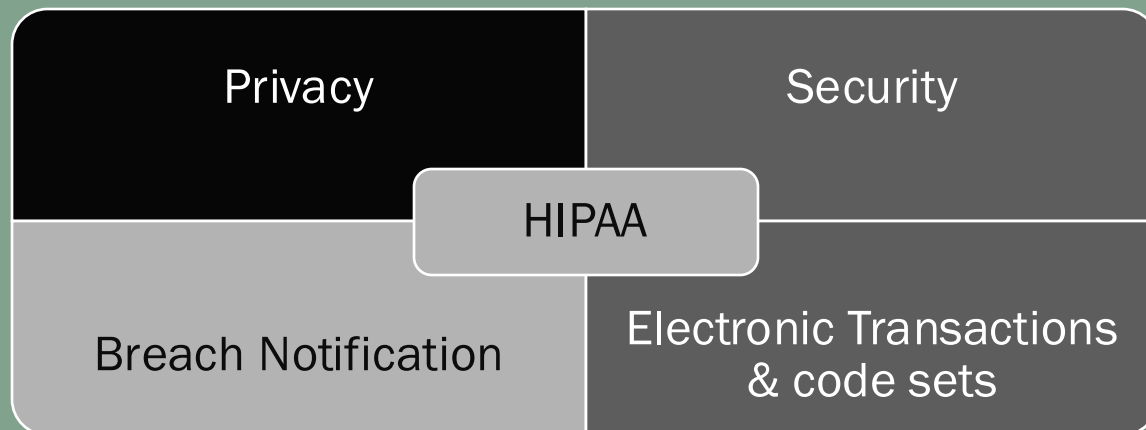 Privacy
Security
HIPAA
Breach Notification
Electronic Transactions
& code sets